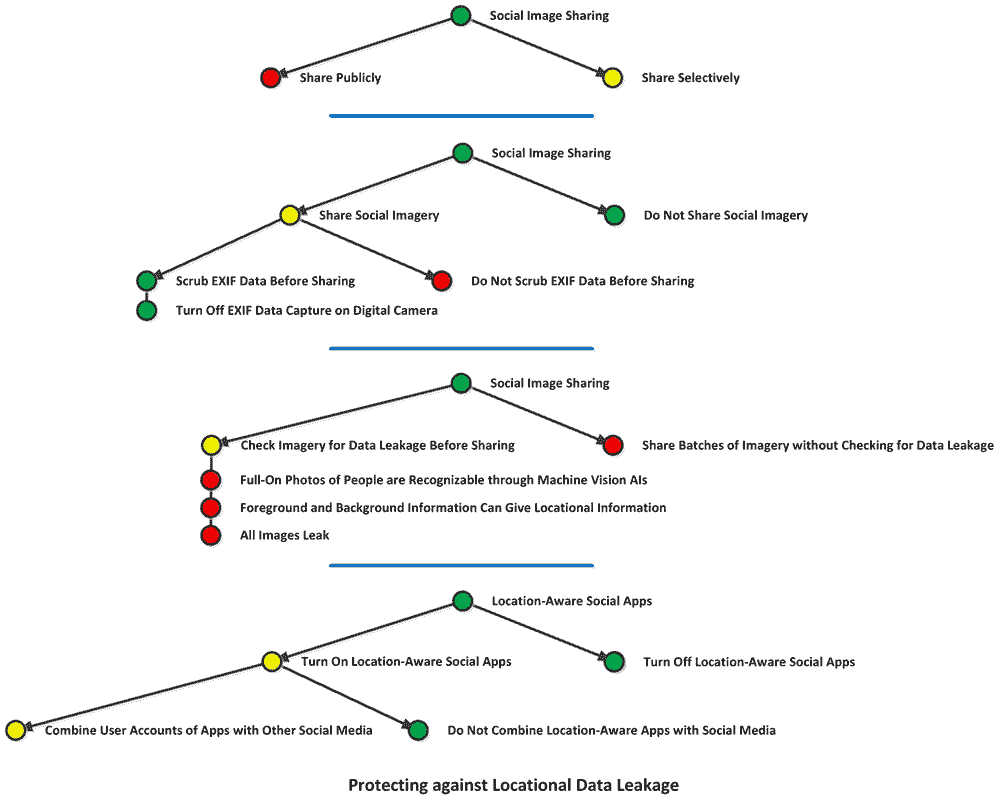 Social Image Sharing
Share Publicly
Share Selectively
Social Image Sharing
Share Social Imagery
Do Not Share Social Imagery
Scrub EXIF Data Before Sharing
Do Not Scrub EXIF Data Before Sharing
Turn Off EXIF Data Capture on Digital Camera
Social Image Sharing
Check Imagery for Data Leakage Before Sharing
Share Batches of Imagery without Checking for Data Leakage
Full-On Photos of People are Recognizable through Machine Vision AIs
Foreground and Background Information Can Give Locational Information
All Images Leak
Location-Aware Social Apps
Turn On Location-Aware Social Apps
Turn Off Location-Aware Social Apps
Combine User Accounts of Apps with Other Social Media
Do Not Combine Location-Aware Apps with Social Media
Protecting against Locational Data Leakage